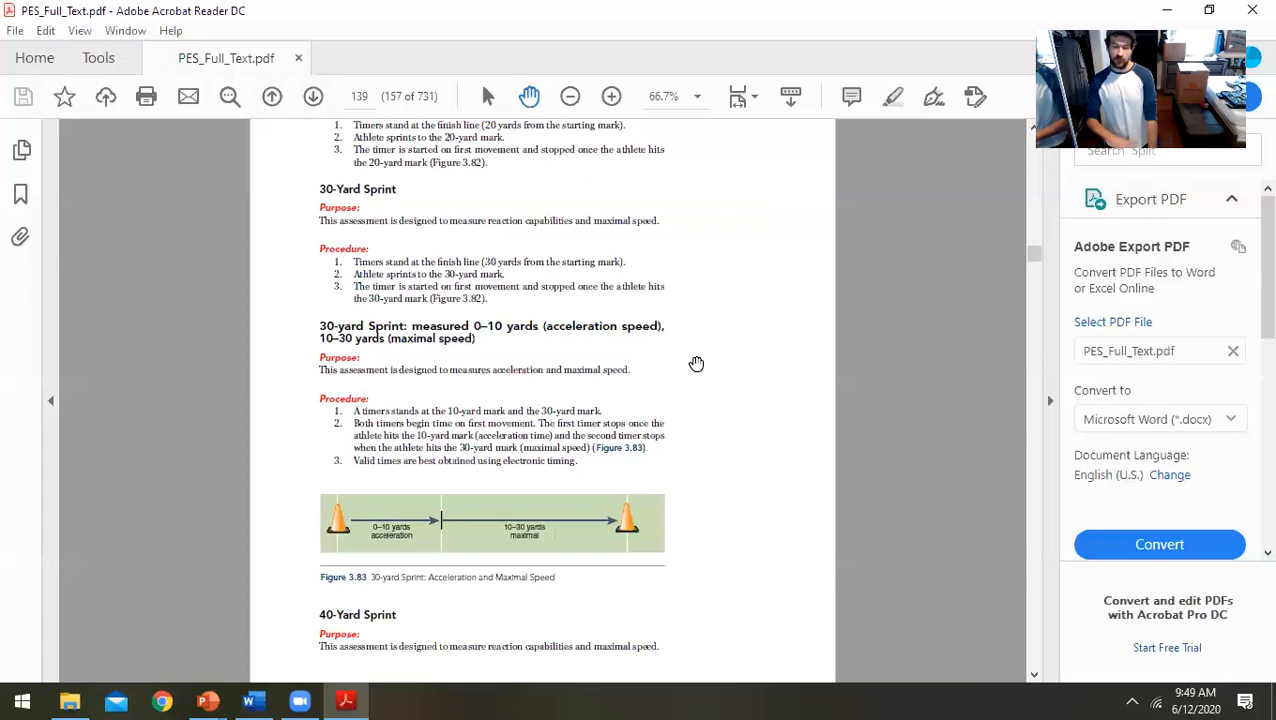 PES_Full_Text.pdf - Adobe Acrobat Reader DC
File Edit View Window Help
Home Tools PES_Full_Text.pdf
139 (157 of 731) 66.7%
1. Timers stand at the finish line (20 yards from the starting mark).
2. Athlete sprints to the 20-yard mark.
3. The timer is started on first movement and stopped once the athlete hits
the 20-yard mark (Figure 3.82).
30-Yard Sprint
Purpose:
This assessment is designed to measure reaction capabilities and maximal speed.
Procedure:
1. Timers stand at the finish line (30 yards from the starting mark).
2. Athlete sprints to the 30-yard mark.
3. The timer is started on first movement and stopped once the athlete hits
the 30-yard mark (Figure 3.82).
30-yard Sprint: measured 0–10 yards (acceleration speed),
10–30 yards (maximal speed)
Purpose:
This assessment is designed to measures acceleration and maximal speed.
Procedure:
1. A timers stands at the 10-yard mark and the 30-yard mark.
2. Both timers begin time on first movement. The first timer stops once the
athlete hits the 10-yard mark (acceleration time) and the second timer stops
when the athlete hits the 30-yard mark (maximal speed) (Figure 3.83).
3. Valid times are best obtained using electronic timing.
0–10 yards
acceleration
10–30 yards
maximal
Figure 3.83 30-yard Sprint: Acceleration and Maximal Speed
40-Yard Sprint
Purpose:
This assessment is designed to measure reaction capabilities and maximal speed.
Search 'Split
Export PDF
Adobe Export PDF
Convert PDF Files to Word
or Excel Online
Select PDF File
PES_Full_Text.pdf
Convert to
Microsoft Word (*.docx)
Document Language:
English (U.S.) Change
Convert
Convert and edit PDFs
with Acrobat Pro DC
Start Free Trial
9:49 AM
6/12/2020